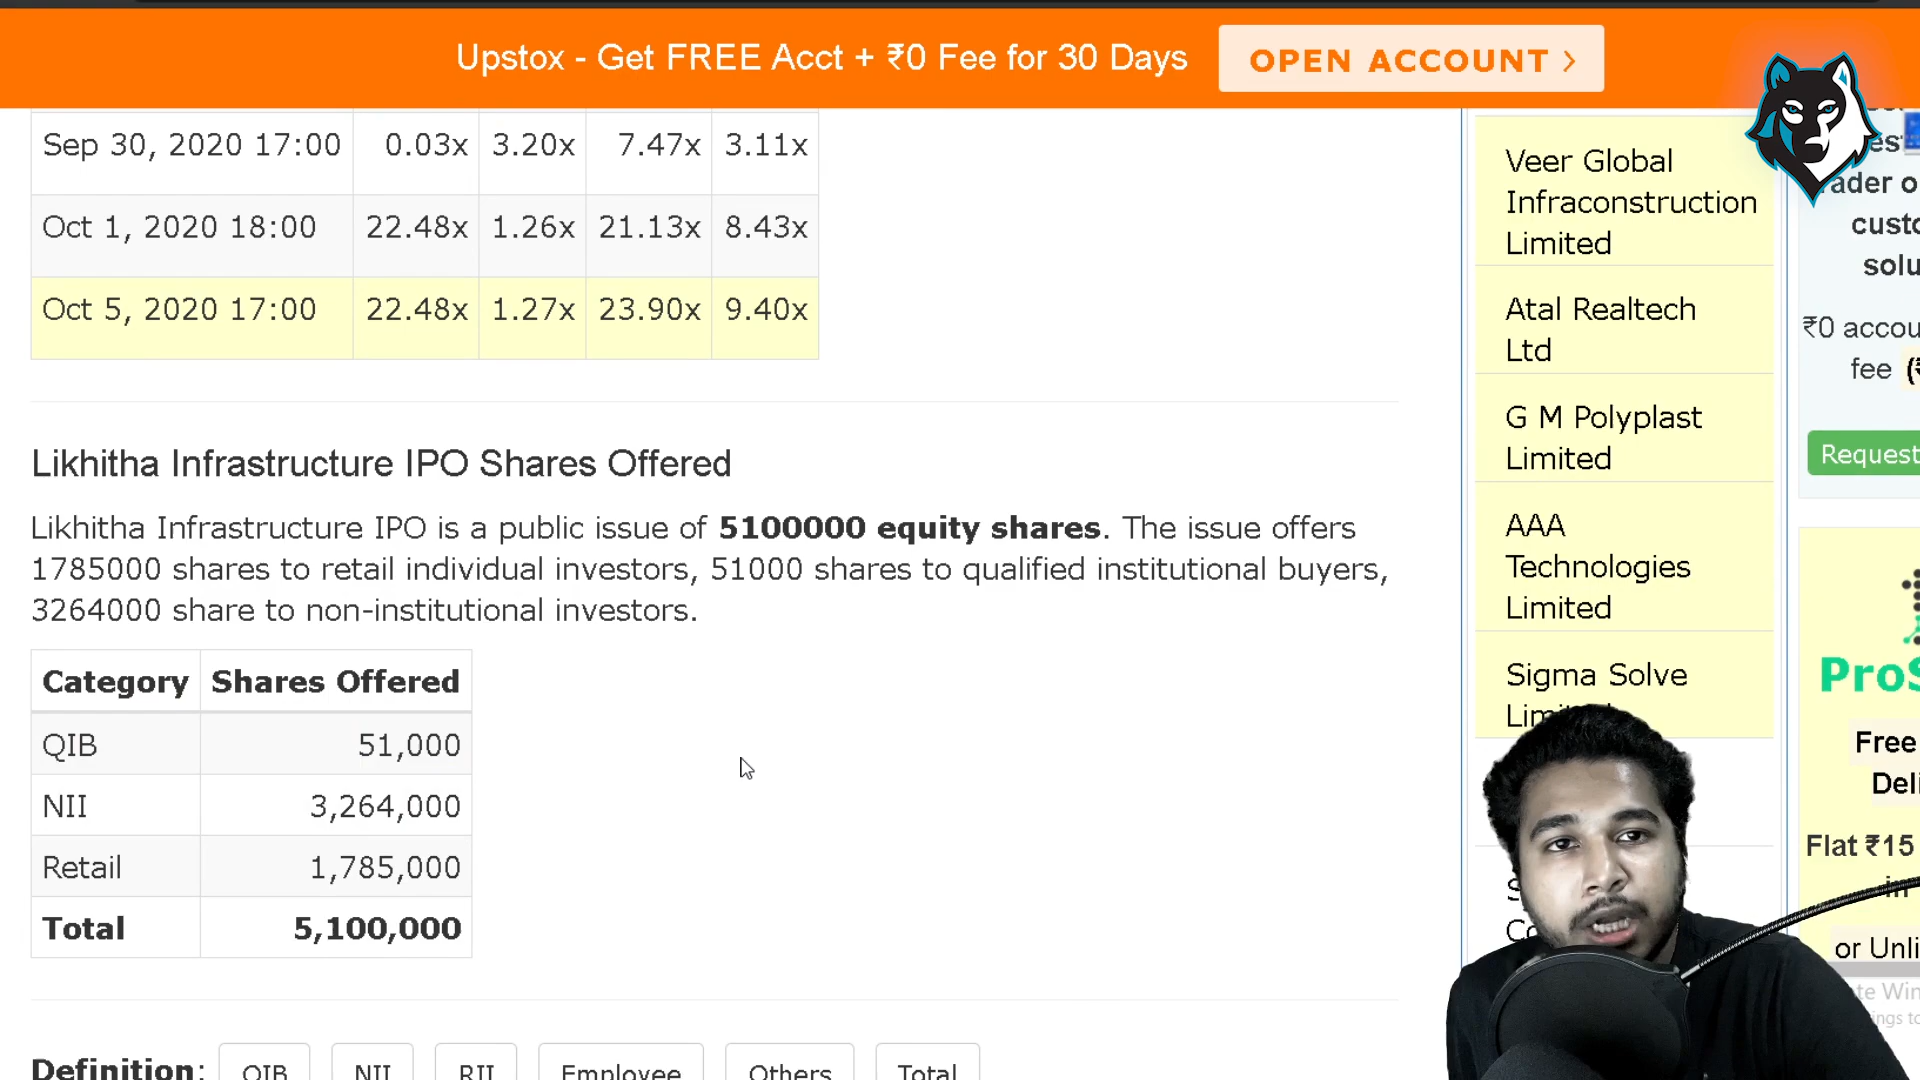 Upstox - Get FREE Acct + ₹0 Fee for 30 Days
OPEN ACCOUNT >
Sep 30, 2020 17:00 0.03x 3.20x 7.47x 3.11x
Oct 1, 2020 18:00 22.48x 1.26x 21.13x 8.43x
Oct 5, 2020 17:00 22.48x 1.27x 23.90x 9.40x
Likhitha Infrastructure IPO Shares Offered
Likhitha Infrastructure IPO is a public issue of 5100000 equity shares. The issue offers
1785000 shares to retail individual investors, 51000 shares to qualified institutional buyers,
3264000 share to non-institutional investors.
Category Shares Offered
QIB 51,000
NII 3,264,000
Retail 1,785,000
Total 5,100,000
Definition: QIB NII RII Employee Others Total
Veer Global
Infraconstruction
Limited
Atal Realtech
Ltd
G M Polyplast
Limited
AAA
Technologies
Limited
Sigma Solve
₹0
fee
Request
Free
Flat ₹15
in
or